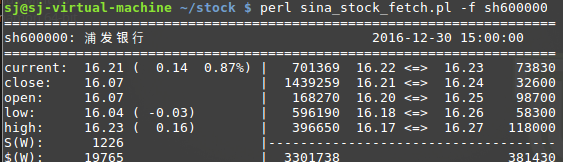 sj@sj-virtual-machine ~/stock $ perl sina_stock_fetch.pl -f sh600000
================================================================================
sh600000: 浦发银行 2016-12-30 15:00:00
================================================================================
current: 16.21 ( 0.14 0.87%) | 701369 16.22 <=> 16.23 73830
close: 16.07 | 1439259 16.21 <=> 16.24 32600
open: 16.07 | 168270 16.20 <=> 16.25 98700
low: 16.04 ( -0.03) | 596190 16.18 <=> 16.26 58300
high: 16.23 ( 0.16) | 396650 16.17 <=> 16.27 118000
S(W): 1226 |---------------------------------------
$(W): 19765 | 3301738 381430